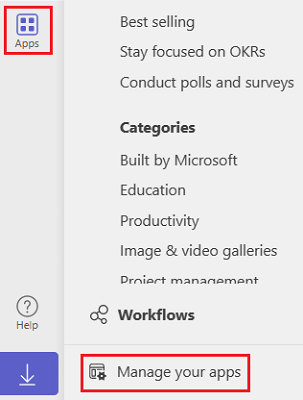 Apps
Best selling
Stay focused on OKRs
Conduct polls and surveys
Categories
Built by Microsoft
Education
Productivity
Image & video galleries
Project management
Workflows
Help
Manage your apps